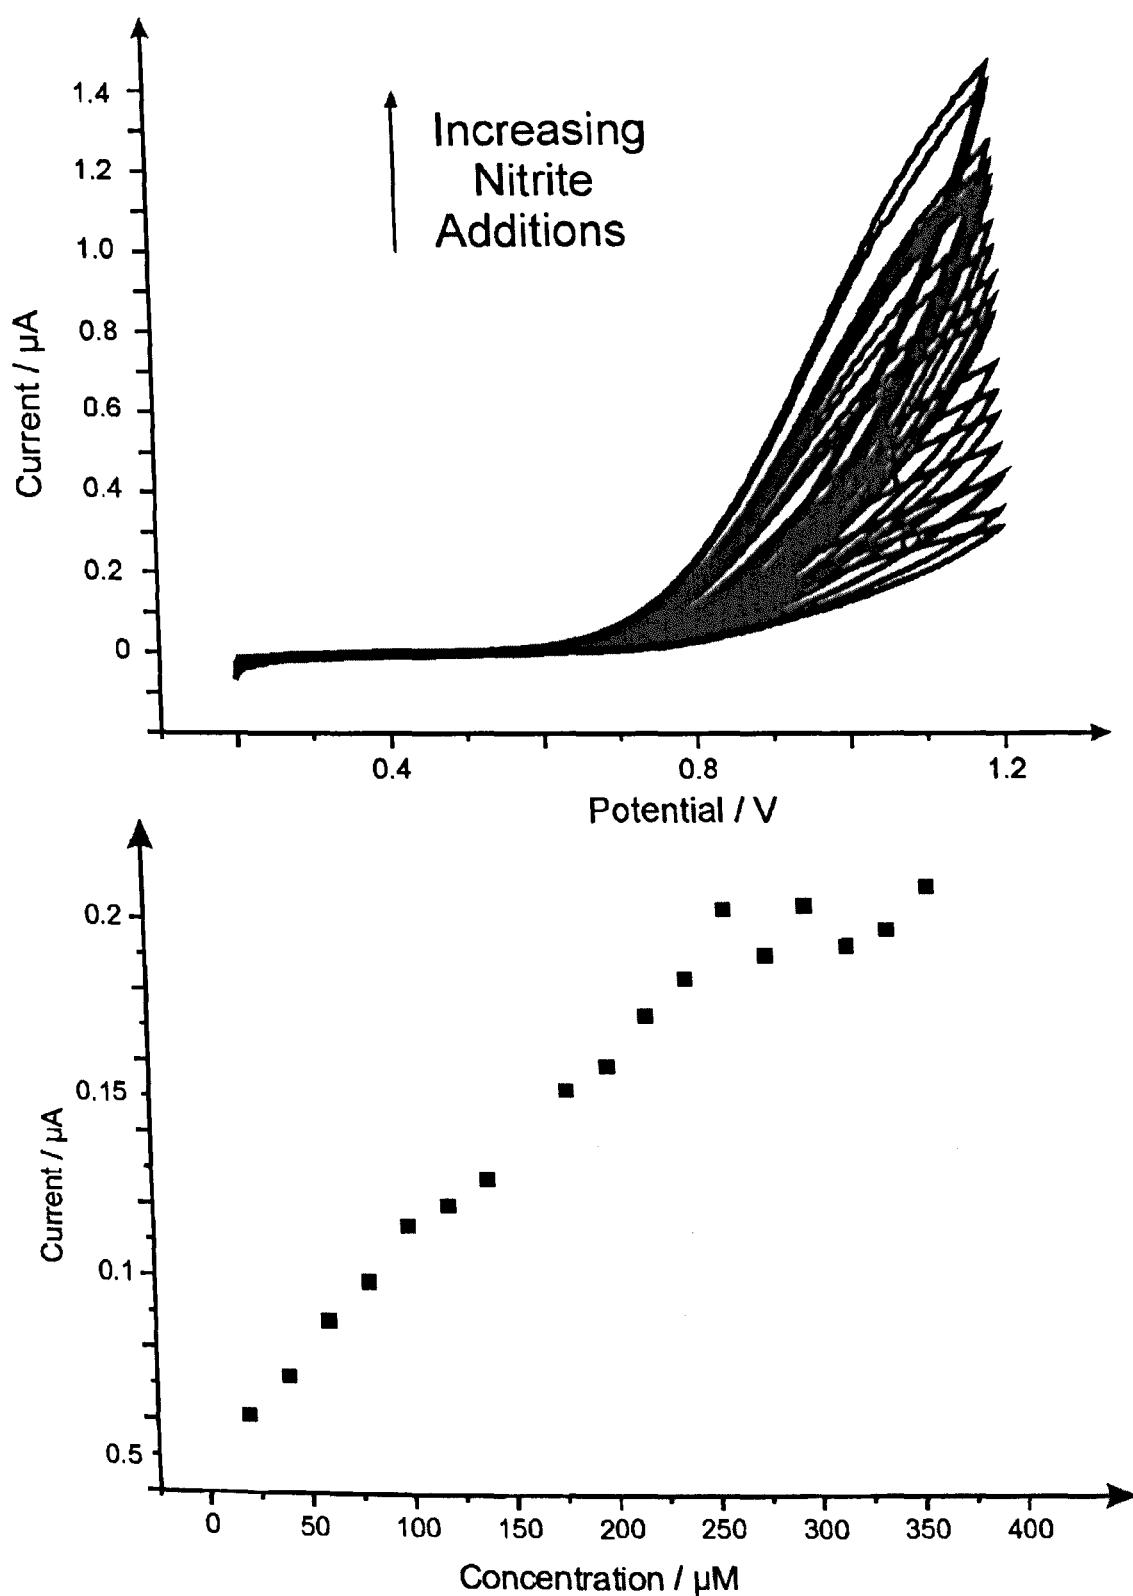 1.4
1.2
1.0
0.8
0.6
0.4
0.2
0
Current / µA
Increasing
Nitrite
Additions
0.4 0.8 1.2
Potential / V
0.2
0.15
0.1
0.5
Current / µA
0 50 100 150 200 250 300 350 400
Concentration / µM